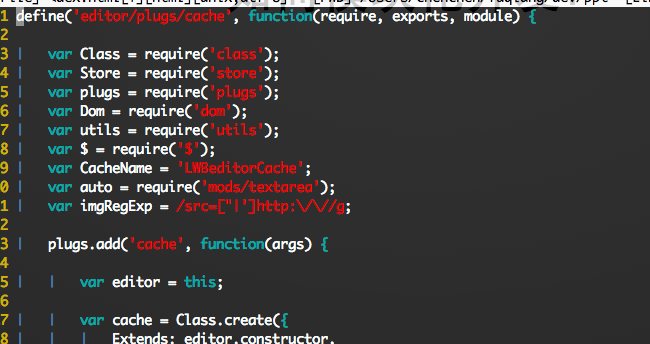 1 define('editor/plugs/cache', function(require, exports, module) {
2
3 | var Class = require('class');
4 | var Store = require('store');
5 | var plugs = require('plugs');
6 | var Dom = require('dom');
7 | var utils = require('utils');
8 | var $ = require('$');
9 | var CacheName = 'LWBeditorCache';
0 | var auto = require('mods/textarea');
1 | var imgRegExp = /src=["|']http:\/\//g;
2
3 | plugs.add('cache', function(args) {
4
5 | | var editor = this;
6
7 | | var cache = Class.create({
8 | | | Extends: editor.constructor,